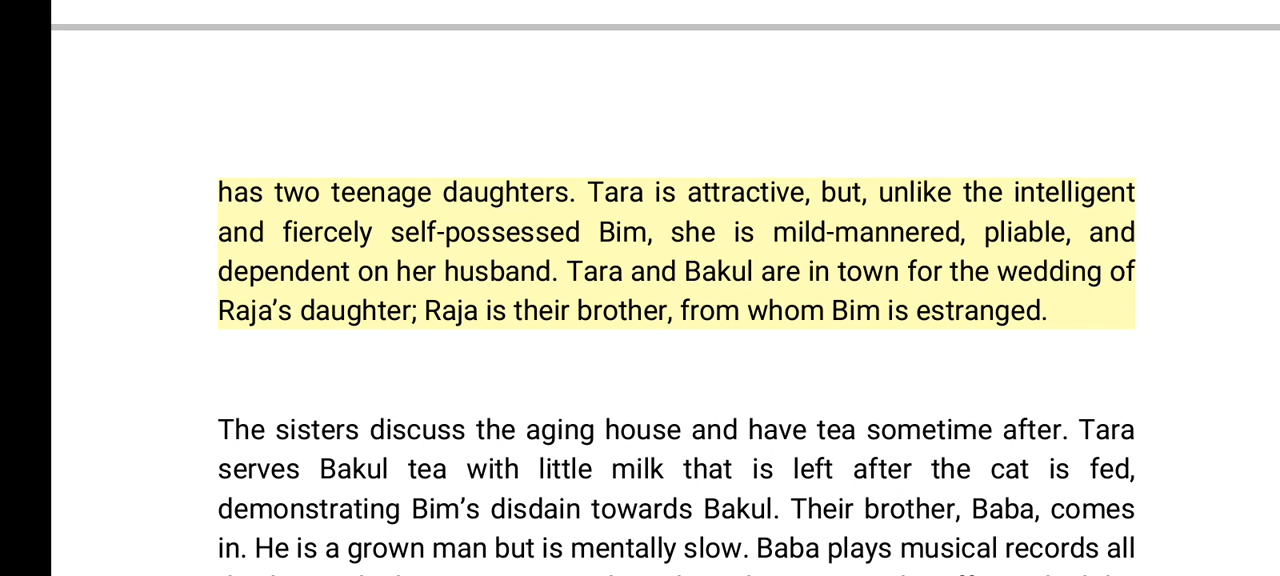 has two teenage daughters. Tara is attractive, but, unlike the intelligent
and fiercely self-possessed Bim, she is mild-mannered, pliable, and
dependent on her husband. Tara and Bakul are in town for the wedding of
Raja’s daughter; Raja is their brother, from whom Bim is estranged.
The sisters discuss the aging house and have tea sometime after. Tara
serves Bakul tea with little milk that is left after the cat is fed,
demonstrating Bim’s disdain towards Bakul. Their brother, Baba, comes
in. He is a grown man but is mentally slow. Baba plays musical records all